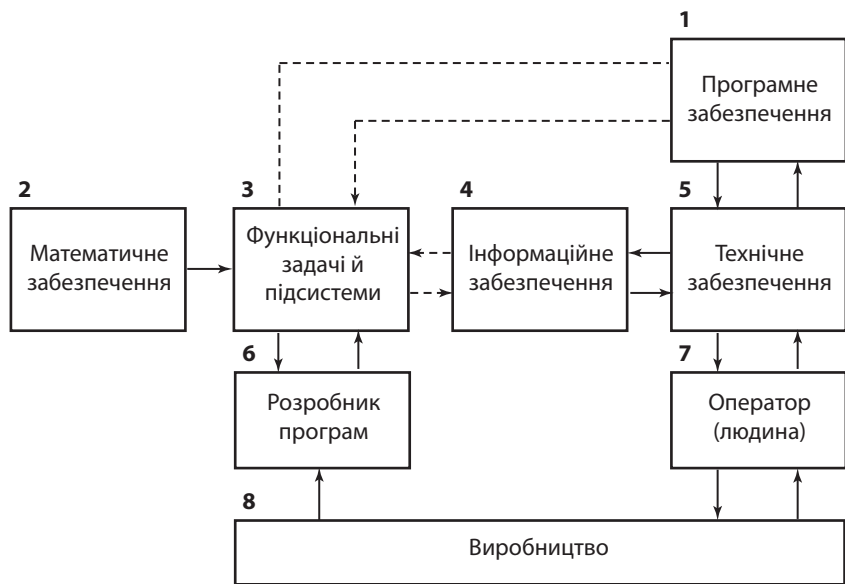 1
Програмне
забезпечення
2
Математичне
забезпечення
3
Функціональні
задачі й
підсистеми
4
Інформаційне
забезпечення
5
Технічне
забезпечення
6
Розробник
програм
7
Оператор
(людина)
8
Виробництво